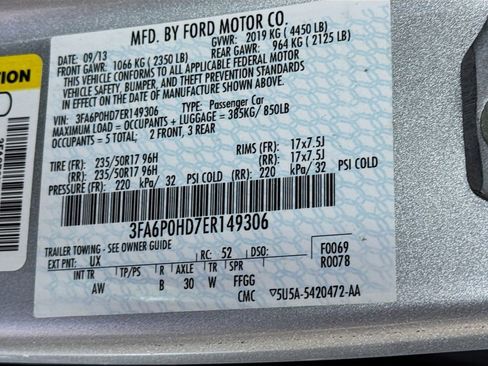 MFD. BY FORD MOTOR CO.
DATE: 09/13 GVWR: 2019 KG ( 4450 LB)
FRONT GAWR: 1066 KG ( 2350 LB) REAR GAWR: 964 KG ( 2125 LB)
THIS VEHICLE CONFORMS TO ALL APPLICABLE FEDERAL MOTOR
VEHICLE SAFETY, BUMPER, AND THEFT PREVENTION STANDARDS
IN EFFECT ON THE DATE OF MANUFACTURE SHOWN ABOVE.
VIN: 3FA6P0HD7ER149306 TYPE: Passenger Car
MAXIMUM LOAD = OCCUPANTS + LUGGAGE = 385KG/ 850LB
OCCUPANTS = 5 TOTAL: 2 FRONT, 3 REAR
TIRE (FR): 235/50R17 96H RIMS (FR): 17x7.5J
(RR): 235/50R17 96H (RR): 17x7.5J
PRESSURE (FR): 220 kPa/ 32 PSI COLD (RR): 220 kPa/ 32 PSI COLD
3FA6P0HD7ER149306
TRAILER TOWING - SEE OWNER GUIDE F0069
EXT PNT: UX RC: 52 DSO: R0078
INT TR TP/PS R AXLE TR SPR
AW B 30 W FFGG
CMC ▽5U5A-5420472-AA
TION